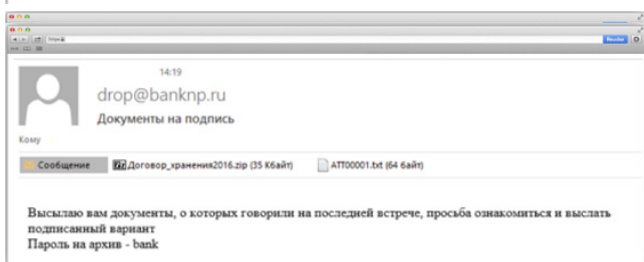 Reader
14:19
drop@banknp.ru
Документы на подпись
Кому
Сообщение Договор_хранения2016.zip (35 Кбайт) ATT00001.txt (64 байт)
Высылаю вам документы, о которых говорили на последней встрече, просьба ознакомиться и выслать
подписанный вариант
Пароль на архив - bank